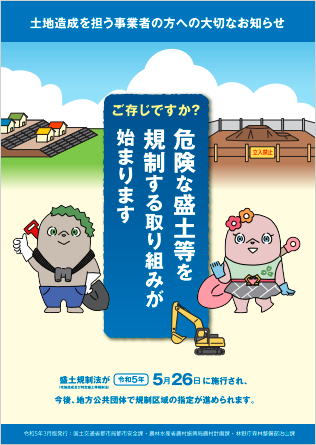 土地造成を担う事業者の方への大切なお知らせ
ご存じですか?
危険な盛土等を
規制する取り組みが
始まります
立入禁止
盛土規制法が 令和5年 5月26日に施行され、
今後、地方公共団体で規制区域の指定が進められます。
令和5年3月版発行:国土交通省都市局都市安全課・農林水産省農村振興局農村計画課・林野庁森林整備部治山課